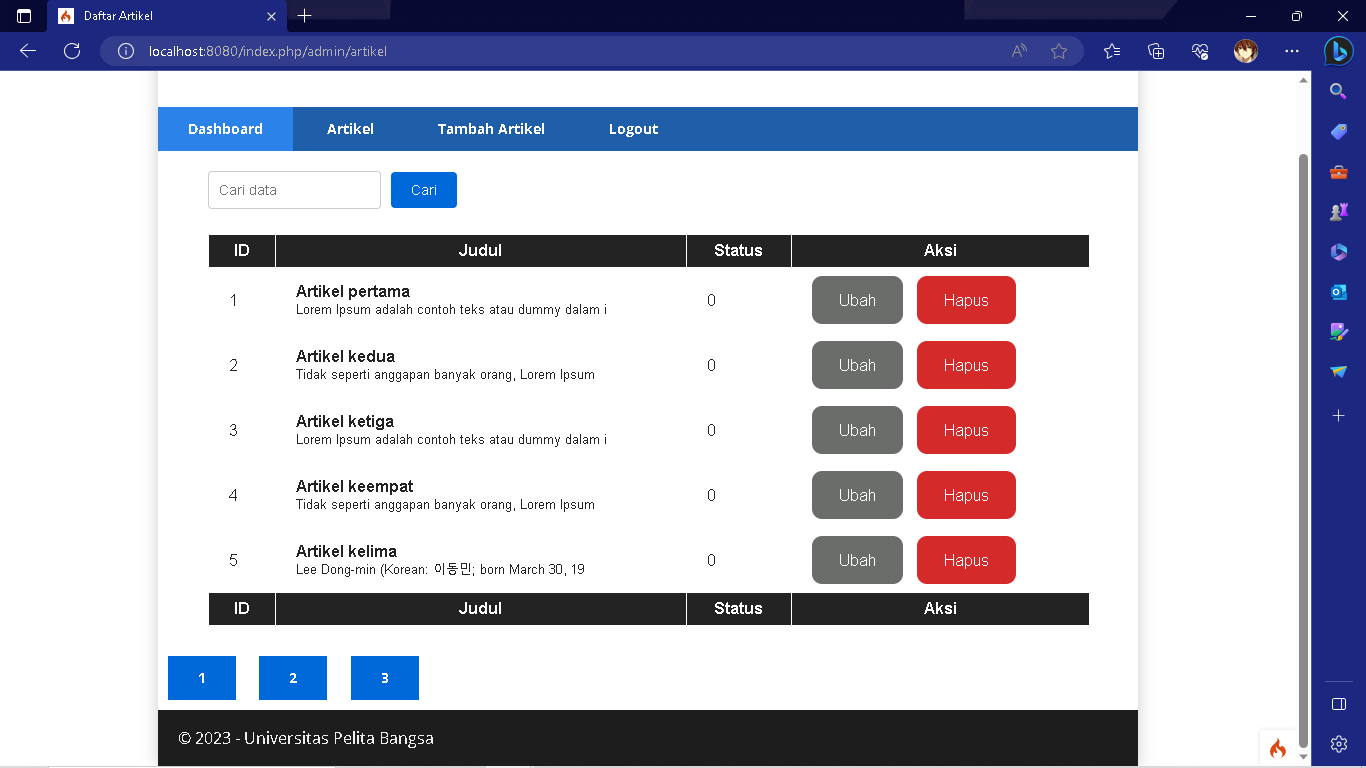 Daftar Artikel
localhost:8080/index.php/admin/artikel
Dashboard Artikel Tambah Artikel Logout
Cari data Cari
ID Judul Status Aksi
1 Artikel pertama 0 Ubah Hapus
Lorem Ipsum adalah contoh teks atau dummy dalam i
2 Artikel kedua 0 Ubah Hapus
Tidak seperti anggapan banyak orang, Lorem Ipsum
3 Artikel ketiga 0 Ubah Hapus
Lorem Ipsum adalah contoh teks atau dummy dalam i
4 Artikel keempat 0 Ubah Hapus
Tidak seperti anggapan banyak orang, Lorem Ipsum
5 Artikel kelima 0 Ubah Hapus
Lee Dong-min (Korean: 이동민; born March 30, 19
ID Judul Status Aksi
1 2 3
© 2023 - Universitas Pelita Bangsa